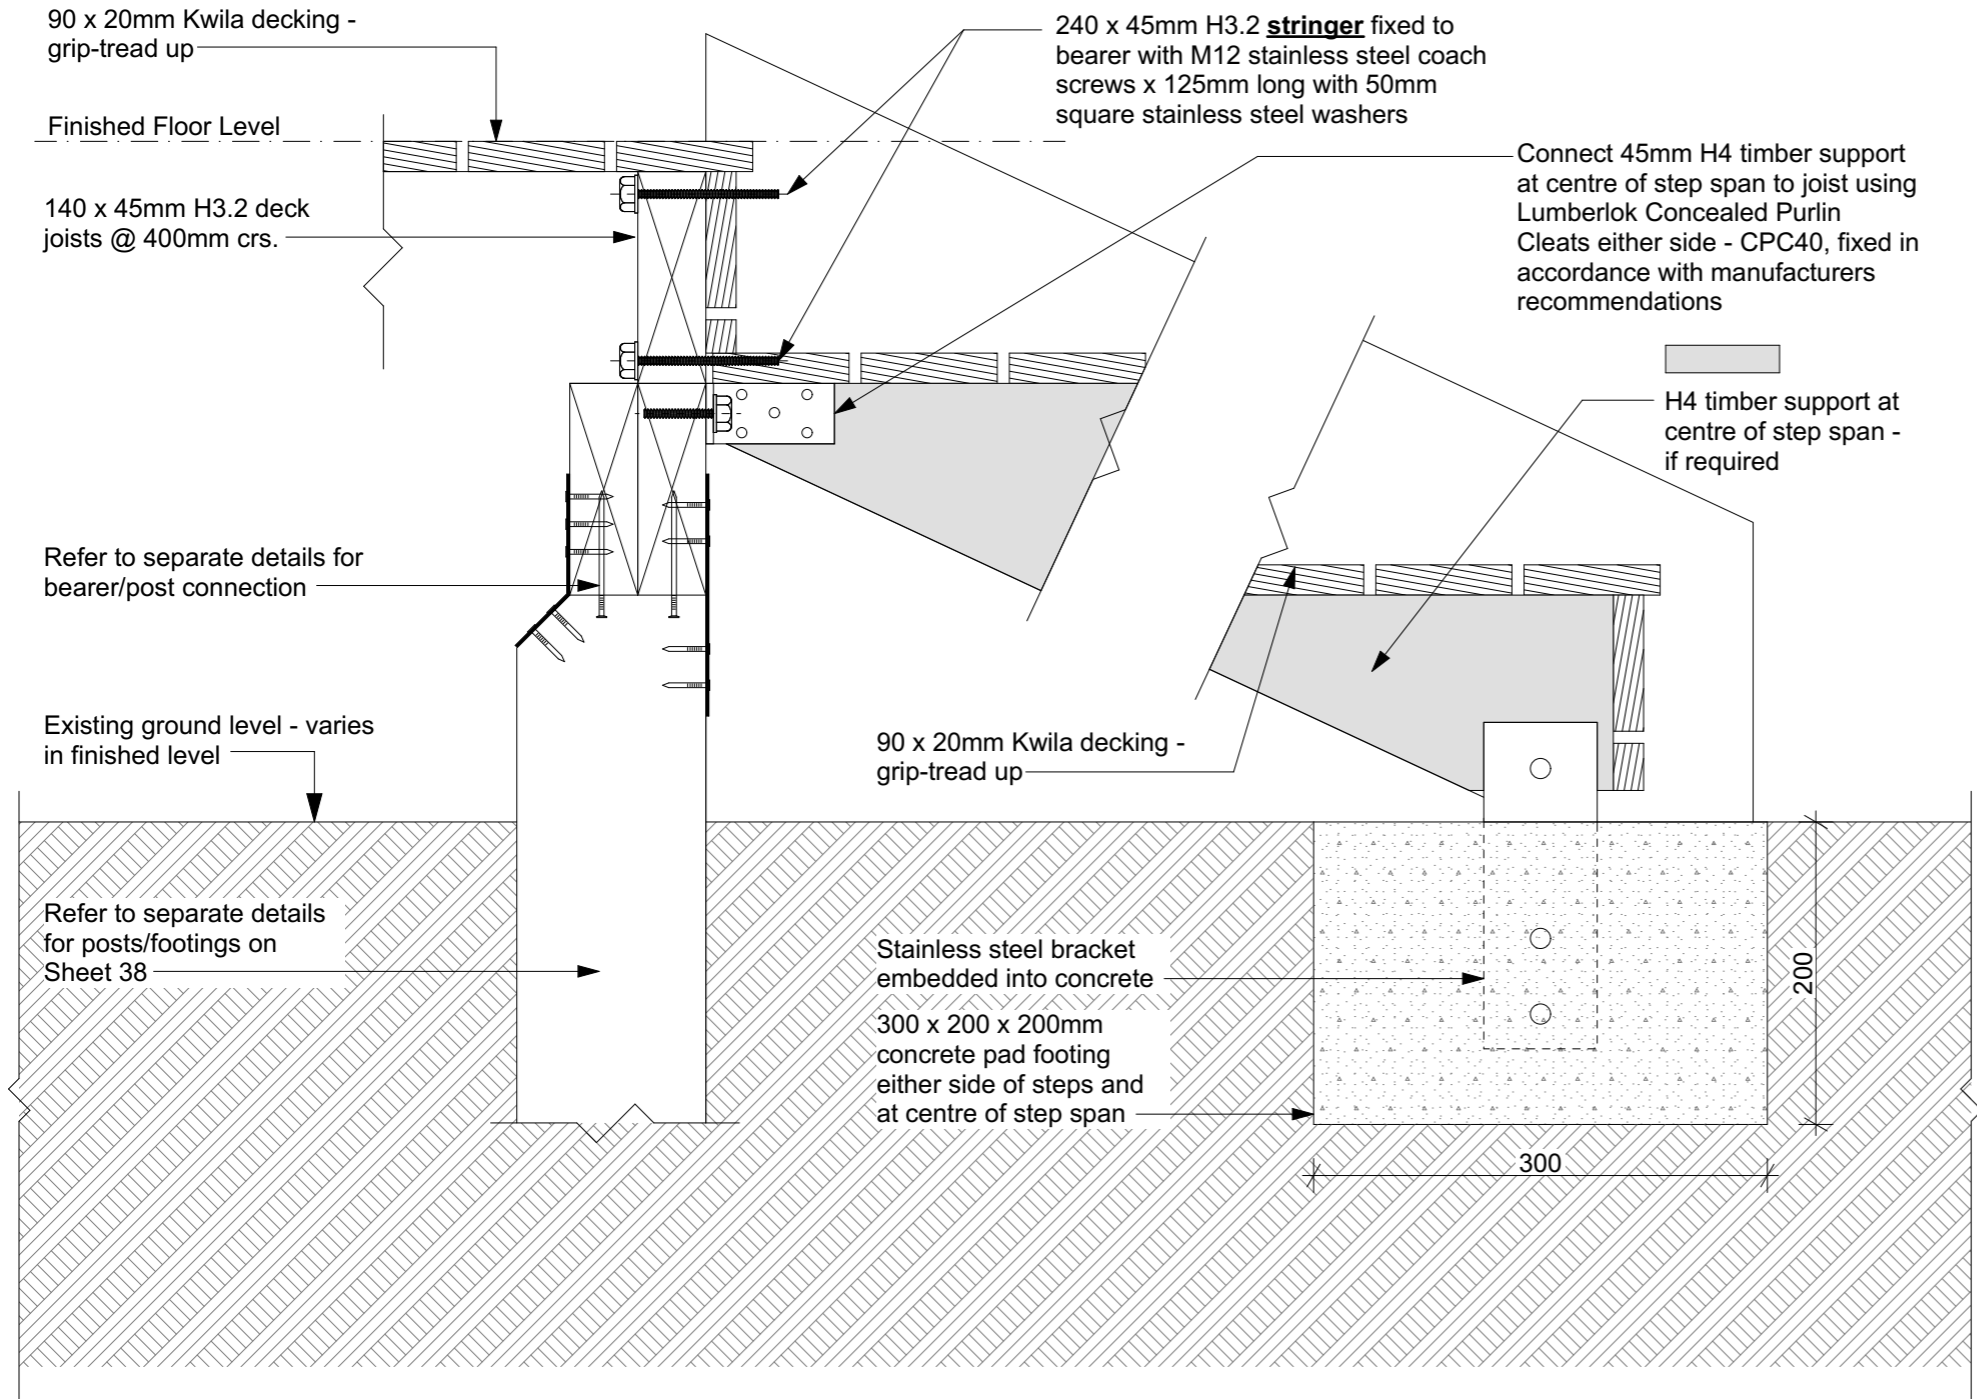 90 x 20mm Kwila decking -
grip-tread up
240 x 45mm H3.2 stringer fixed to
bearer with M12 stainless steel coach
screws x 125mm long with 50mm
square stainless steel washers
Finished Floor Level
Connect 45mm H4 timber support
at centre of step span to joist using
Lumberlok Concealed Purlin
Cleats either side - CPC40, fixed in
accordance with manufacturers
recommendations
140 x 45mm H3.2 deck
joists @ 400mm crs.
H4 timber support at
centre of step span -
if required
Refer to separate details for
bearer/post connection
Existing ground level - varies
in finished level
90 x 20mm Kwila decking -
grip-tread up
Refer to separate details
for posts/footings on
Sheet 38
Stainless steel bracket
embedded into concrete
300 x 200 x 200mm
concrete pad footing
either side of steps and
at centre of step span
200
300